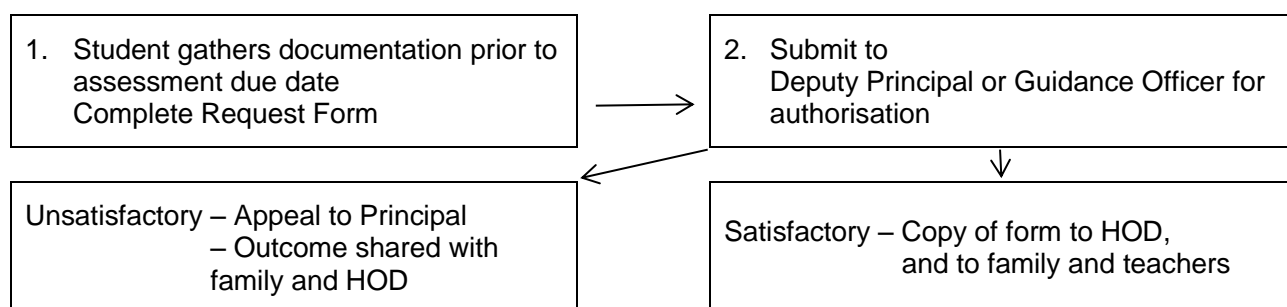 1. Student gathers documentation prior to
assessment due date
Complete Request Form
2. Submit to
Deputy Principal or Guidance Officer for
authorisation
Unsatisfactory – Appeal to Principal
– Outcome shared with
family and HOD
Satisfactory – Copy of form to HOD,
and to family and teachers